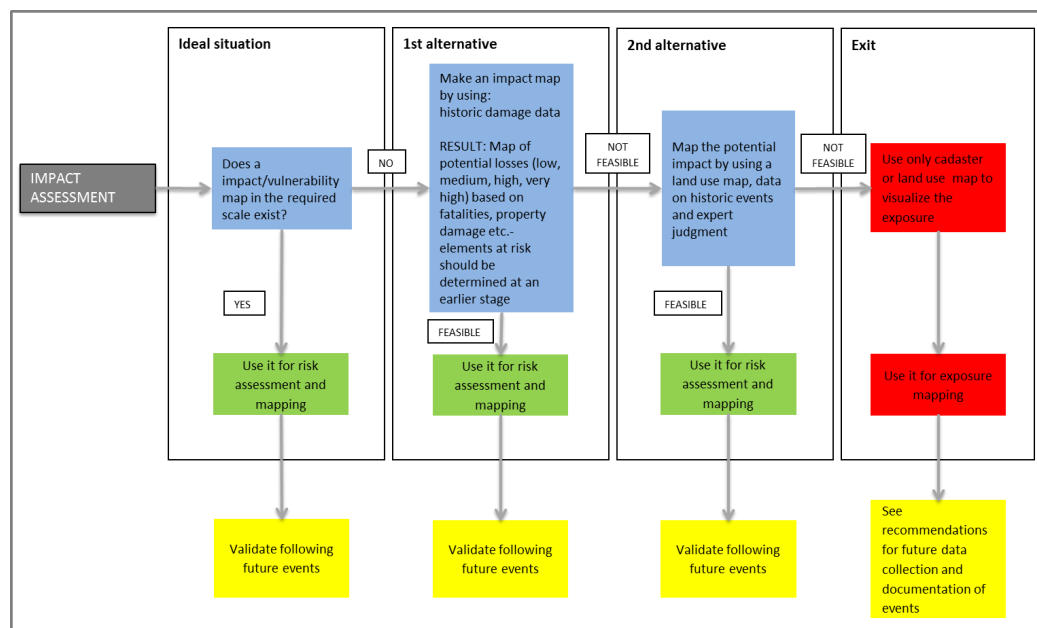 Ideal situation
1st alternative
2nd alternative
Exit
IMPACT
ASSESSMENT
Does a
impact/vulnerability
map in the required
scale exist?
NO
Make an impact map
by using:
historic damage data
RESULT: Map of
potential losses (low,
medium, high, very
high) based on
fatalities, property
damage etc.-
elements at risk
should be
determined at an
earlier stage
NOT
FEASIBLE
Map the potential
impact by using a
land use map, data
on historic events
and expert
judgment
NOT
FEASIBLE
Use only cadaster
or land use map to
visualize the
exposure
YES
FEASIBLE
FEASIBLE
Use it for risk
assessment and
mapping
Use it for risk
assessment and
mapping
Use it for risk
assessment and
mapping
Use it for exposure
mapping
Validate following
future events
Validate following
future events
Validate following
future events
See
recommendations
for future data
collection and
documentation of
events